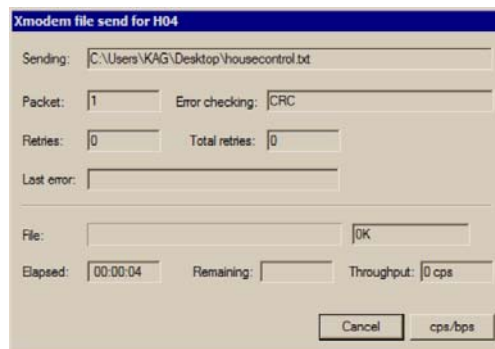 Xmodem file send for H04
Sending: C:\Users\KAG\Desktop\housecontrol.txt
Packet: 1 Error checking: CRC
Retries: 0 Total retries: 0
Last error:
File: 0K
Elapsed: 00:00:04 Remaining: Throughput: 0 cps
Cancel cps/bps